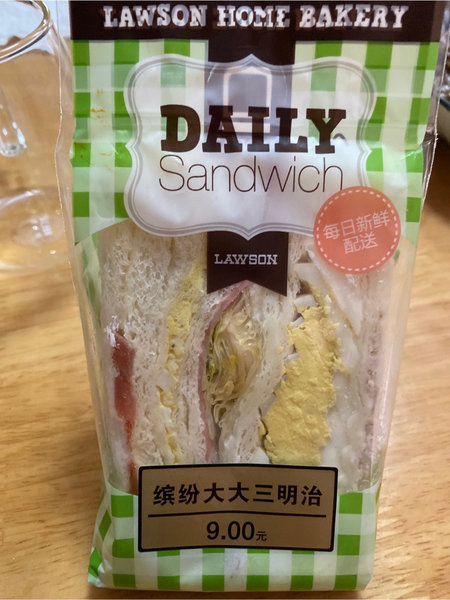 LAWSON HOME BAKERY
DAILY
Sandwich
每日新鲜
配送
LAWSON
缤纷大大三明治
9.00元